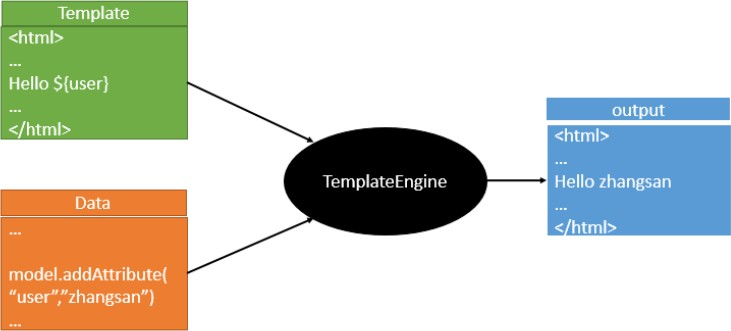 Template
<html>
...
Hello ${user}
...
</html>
Data
...
model.addAttribute(
“user”,”zhangsan”)
...
TemplateEngine
output
<html>
...
Hello zhangsan
...
</html>